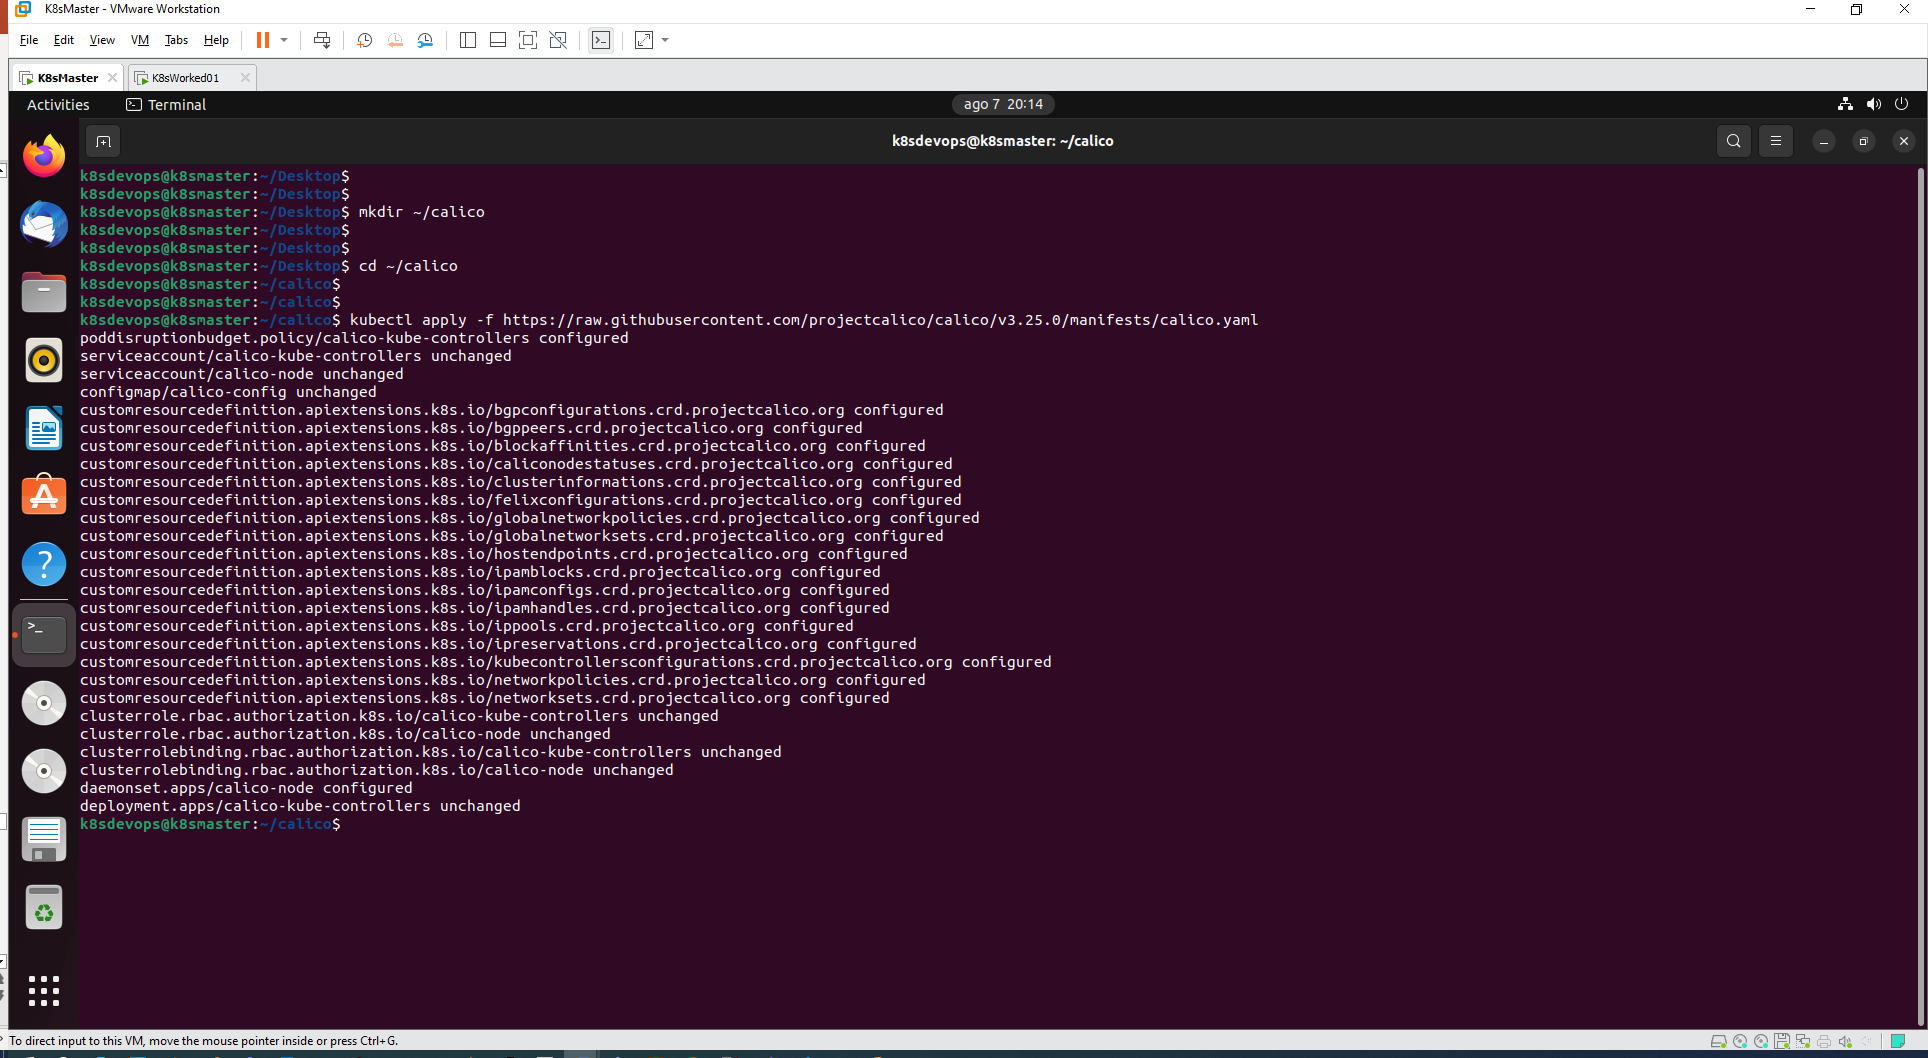 K8sMaster - VMware Workstation
File Edit View VM Tabs Help
K8sMaster K8sWorked01
Activities Terminal ago 7 20:14
k8sdevops@k8smaster: ~/calico
k8sdevops@k8smaster:~/Desktop$
k8sdevops@k8smaster:~/Desktop$
k8sdevops@k8smaster:~/Desktop$ mkdir ~/calico
k8sdevops@k8smaster:~/Desktop$
k8sdevops@k8smaster:~/Desktop$
k8sdevops@k8smaster:~/Desktop$ cd ~/calico
k8sdevops@k8smaster:~/calico$
k8sdevops@k8smaster:~/calico$
k8sdevops@k8smaster:~/calico$ kubectl apply -f https://raw.githubusercontent.com/projectcalico/calico/v3.25.0/manifests/calico.yaml
poddisruptionbudget.policy/calico-kube-controllers configured
serviceaccount/calico-kube-controllers unchanged
serviceaccount/calico-node unchanged
configmap/calico-config unchanged
customresourcedefinition.apiextensions.k8s.io/bgpconfigurations.crd.projectcalico.org configured
customresourcedefinition.apiextensions.k8s.io/bgppeers.crd.projectcalico.org configured
customresourcedefinition.apiextensions.k8s.io/blockaffinities.crd.projectcalico.org configured
customresourcedefinition.apiextensions.k8s.io/caliconodestatuses.crd.projectcalico.org configured
customresourcedefinition.apiextensions.k8s.io/clusterinformations.crd.projectcalico.org configured
customresourcedefinition.apiextensions.k8s.io/felixconfigurations.crd.projectcalico.org configured
customresourcedefinition.apiextensions.k8s.io/globalnetworkpolicies.crd.projectcalico.org configured
customresourcedefinition.apiextensions.k8s.io/globalnetworksets.crd.projectcalico.org configured
customresourcedefinition.apiextensions.k8s.io/hostendpoints.crd.projectcalico.org configured
customresourcedefinition.apiextensions.k8s.io/ipamblocks.crd.projectcalico.org configured
customresourcedefinition.apiextensions.k8s.io/ipamconfigs.crd.projectcalico.org configured
customresourcedefinition.apiextensions.k8s.io/ipamhandles.crd.projectcalico.org configured
customresourcedefinition.apiextensions.k8s.io/ippools.crd.projectcalico.org configured
customresourcedefinition.apiextensions.k8s.io/ipreservations.crd.projectcalico.org configured
customresourcedefinition.apiextensions.k8s.io/kubecontrollersconfigurations.crd.projectcalico.org configured
customresourcedefinition.apiextensions.k8s.io/networkpolicies.crd.projectcalico.org configured
customresourcedefinition.apiextensions.k8s.io/networksets.crd.projectcalico.org configured
clusterrole.rbac.authorization.k8s.io/calico-kube-controllers unchanged
clusterrole.rbac.authorization.k8s.io/calico-node unchanged
clusterrolebinding.rbac.authorization.k8s.io/calico-kube-controllers unchanged
clusterrolebinding.rbac.authorization.k8s.io/calico-node unchanged
daemonset.apps/calico-node configured
deployment.apps/calico-kube-controllers unchanged
k8sdevops@k8smaster:~/calico$
To direct input to this VM, move the mouse pointer inside or press Ctrl+G.